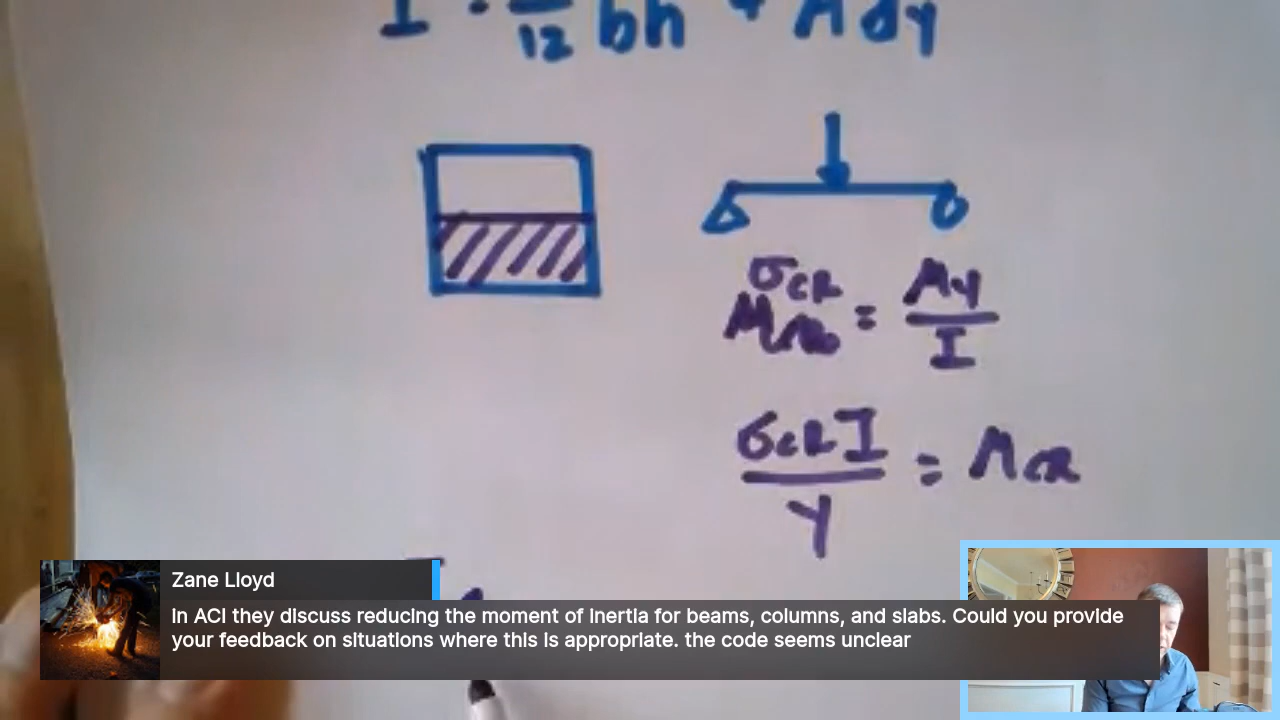 I = 1/12 bh + Ady
σcr
Mcr = My/I
σcr I / y = Mcr
Zane Lloyd
In ACI they discuss reducing the moment of inertia for beams, columns, and slabs. Could you provide
your feedback on situations where this is appropriate. the code seems unclear